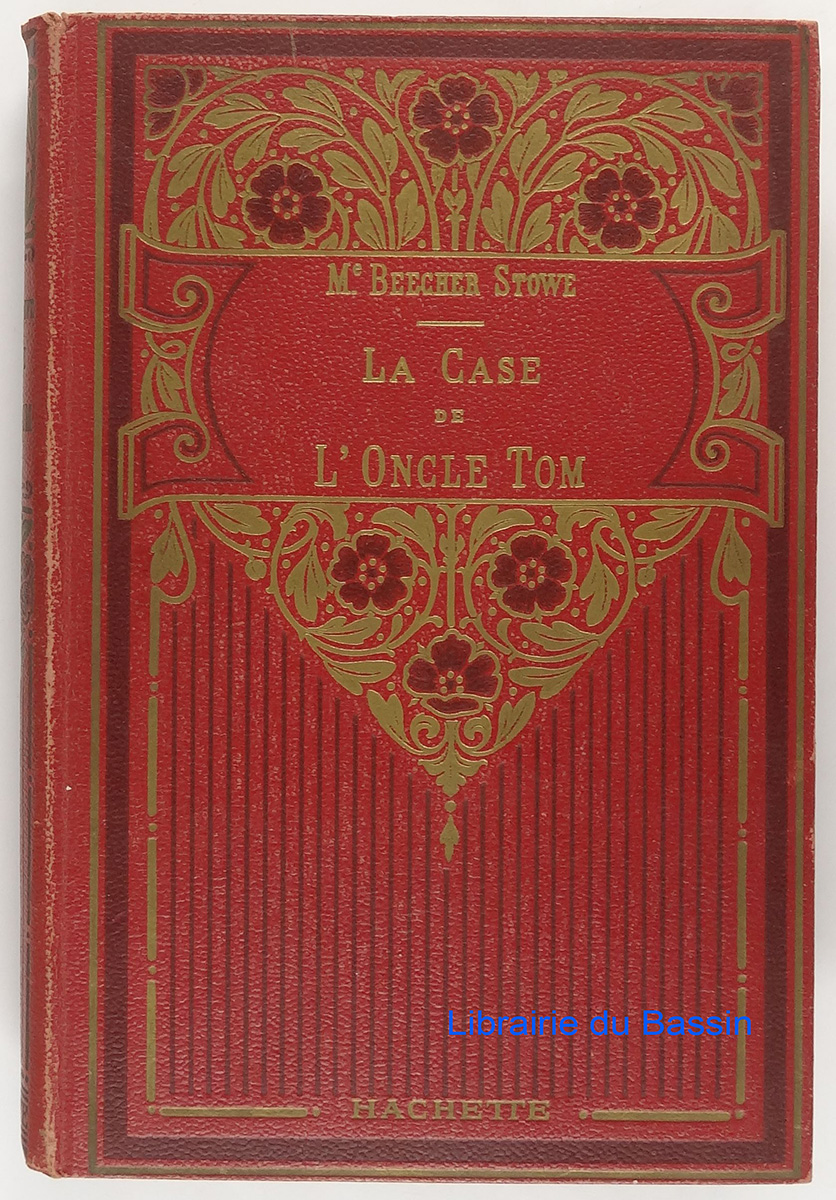 Me BEECHER STOWE
LA CASE
DE
L'ONCLE TOM
Librairie du Bassin
HACHETTE